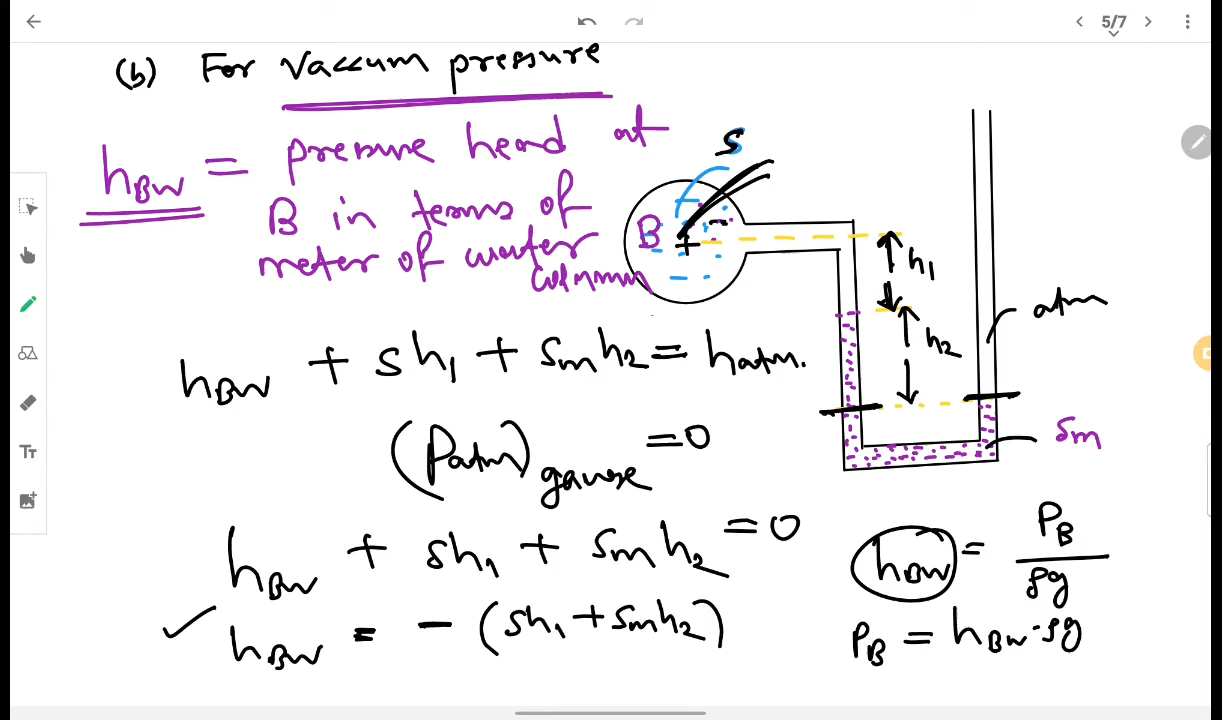 5/7
(b) For Vaccum pressure
hBW = pressure head at
B in terms of
meter of water
column
S
B
h₁
h₂
atm
Sm
hBW + sh₁ + Smh₂ = hatm.
(Patm)gauge = 0
hBW + sh₁ + Smh₂ = 0
hBW = - (sh₁ + Smh₂)
hBW = PB / ρg
PB = hBW · ρg
Tт